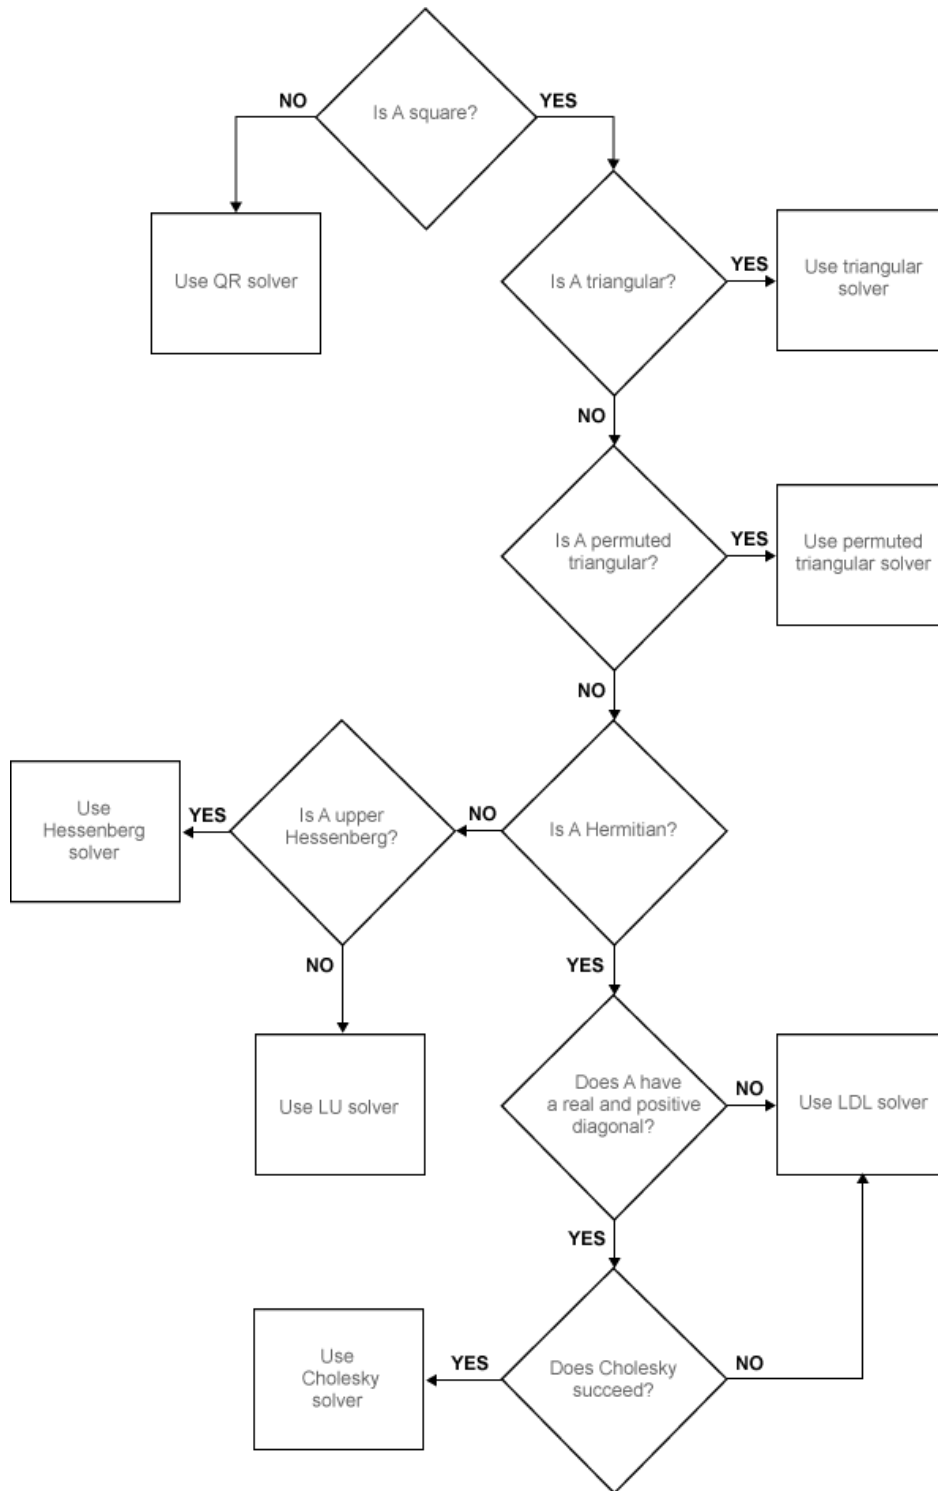 Is A square?
NO
YES
Use QR solver
Is A triangular?
YES
Use triangular
solver
NO
Is A permuted
triangular?
YES
Use permuted
triangular solver
NO
Is A Hermitian?
NO
Is A upper
Hessenberg?
YES
Use
Hessenberg
solver
NO
Use LU solver
YES
Does A have
a real and positive
diagonal?
NO
Use LDL solver
YES
Does Cholesky
succeed?
YES
Use
Cholesky
solver
NO